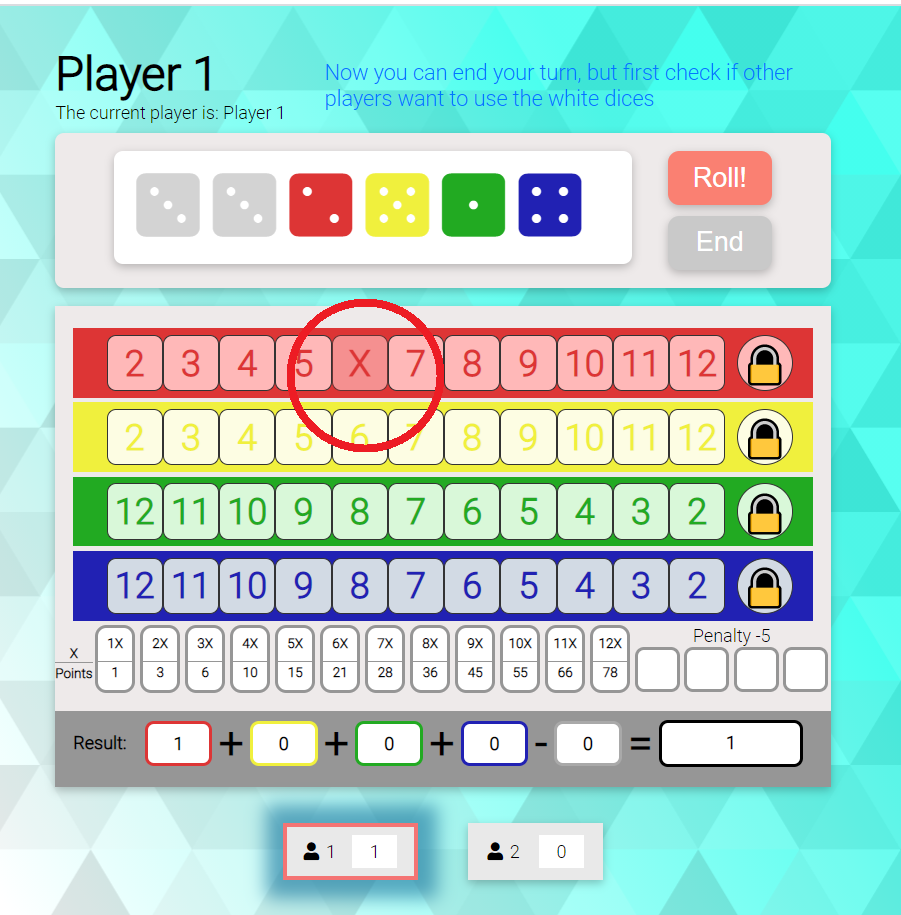 Player 1
The current player is: Player 1
Now you can end your turn, but first check if other
players want to use the white dices
Roll!
End
2 3 4 5 X 7 8 9 10 11 12
2 3 4 5 6 7 8 9 10 11 12
12 11 10 9 8 7 6 5 4 3 2
12 11 10 9 8 7 6 5 4 3 2
Penalty -5
X 1X 2X 3X 4X 5X 6X 7X 8X 9X 10X 11X 12X
Points 1 3 6 10 15 21 28 36 45 55 66 78
Result: 1 + 0 + 0 + 0 - 0 = 1
1 1
2 0